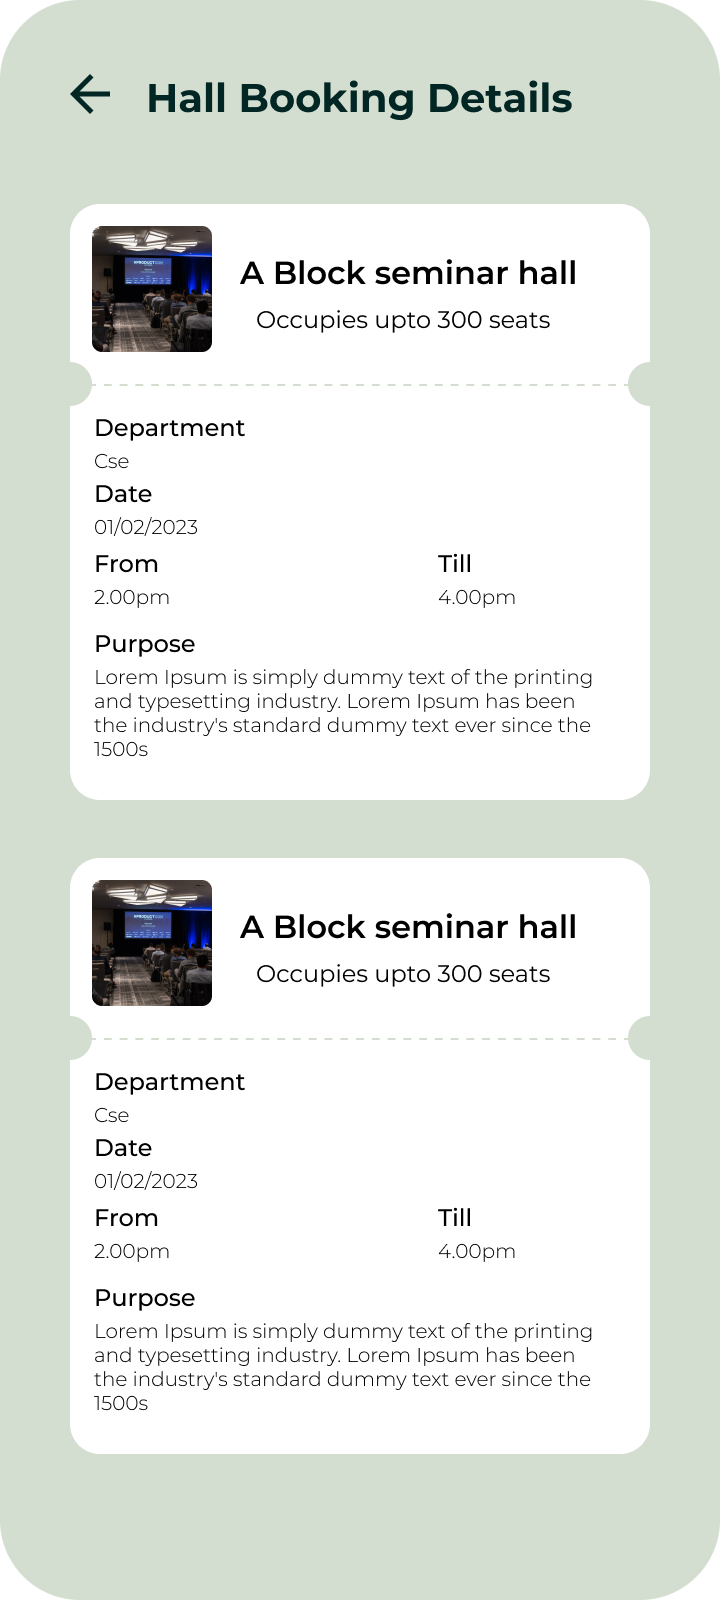 Hall Booking Details
A Block seminar hall
Occupies upto 300 seats
Department
Cse
Date
01/02/2023
From Till
2.00pm 4.00pm
Purpose
Lorem Ipsum is simply dummy text of the printing
and typesetting industry. Lorem Ipsum has been
the industry's standard dummy text ever since the
1500s
A Block seminar hall
Occupies upto 300 seats
Department
Cse
Date
01/02/2023
From Till
2.00pm 4.00pm
Purpose
Lorem Ipsum is simply dummy text of the printing
and typesetting industry. Lorem Ipsum has been
the industry's standard dummy text ever since the
1500s